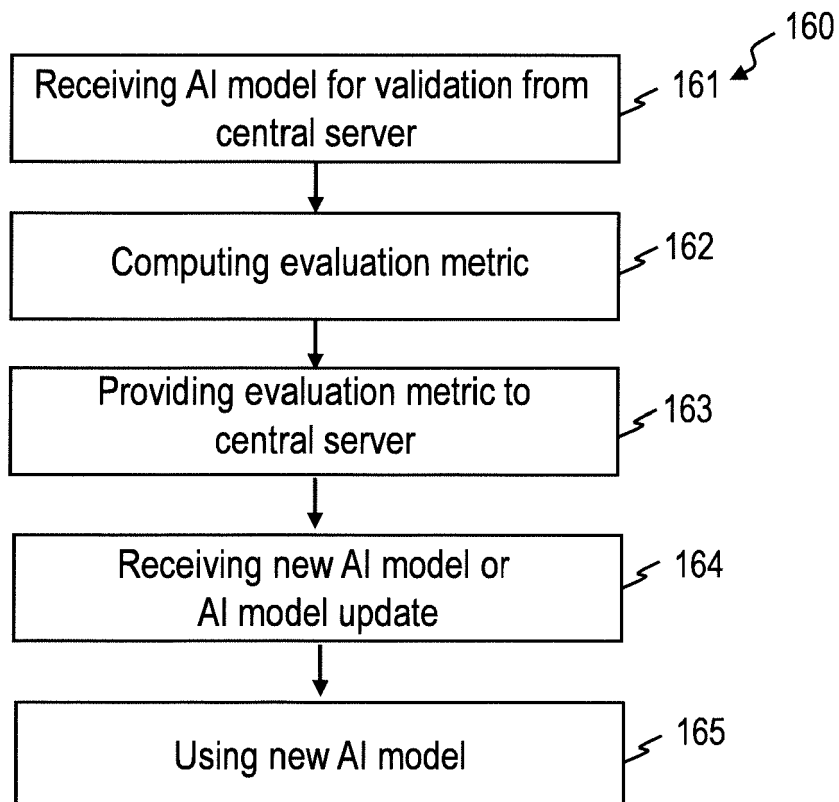 160
Receiving AI model for validation from
central server
161
Computing evaluation metric
162
Providing evaluation metric to
central server
163
Receiving new AI model or
AI model update
164
Using new AI model
165